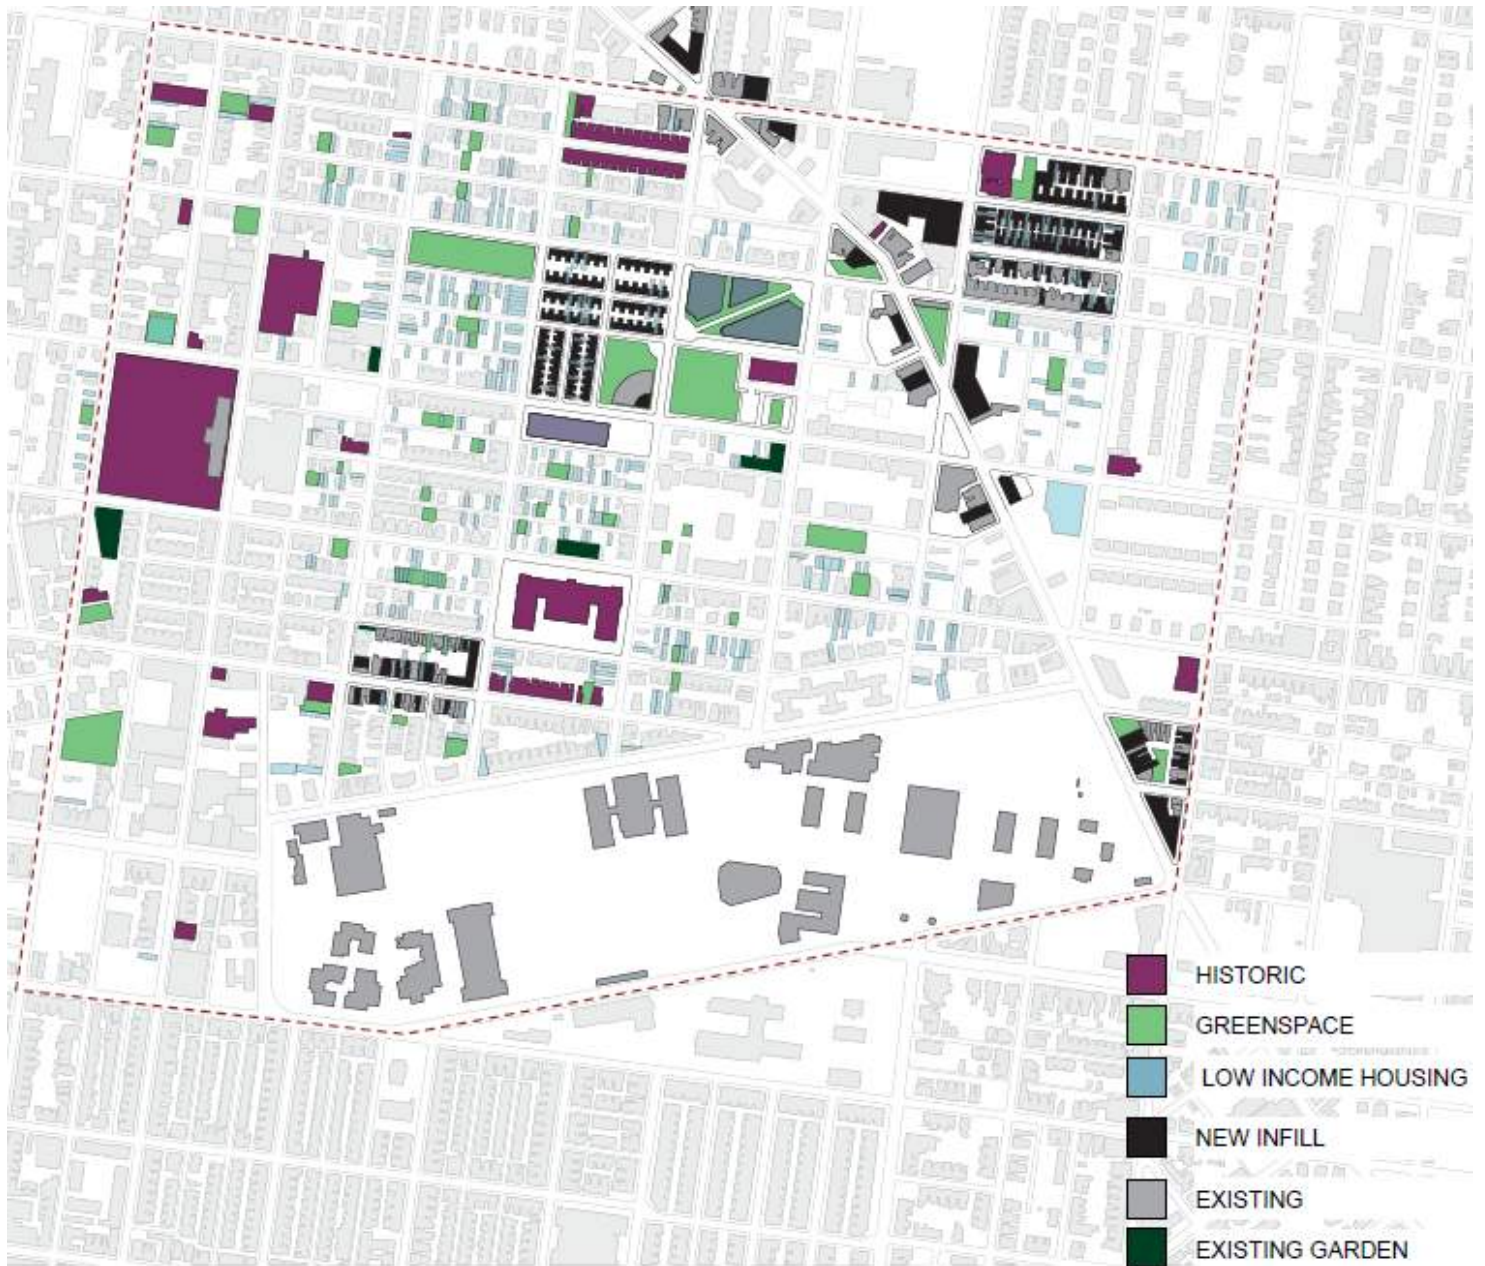 HISTORIC
GREENSPACE
LOW INCOME HOUSING
NEW INFILL
EXISTING
EXISTING GARDEN